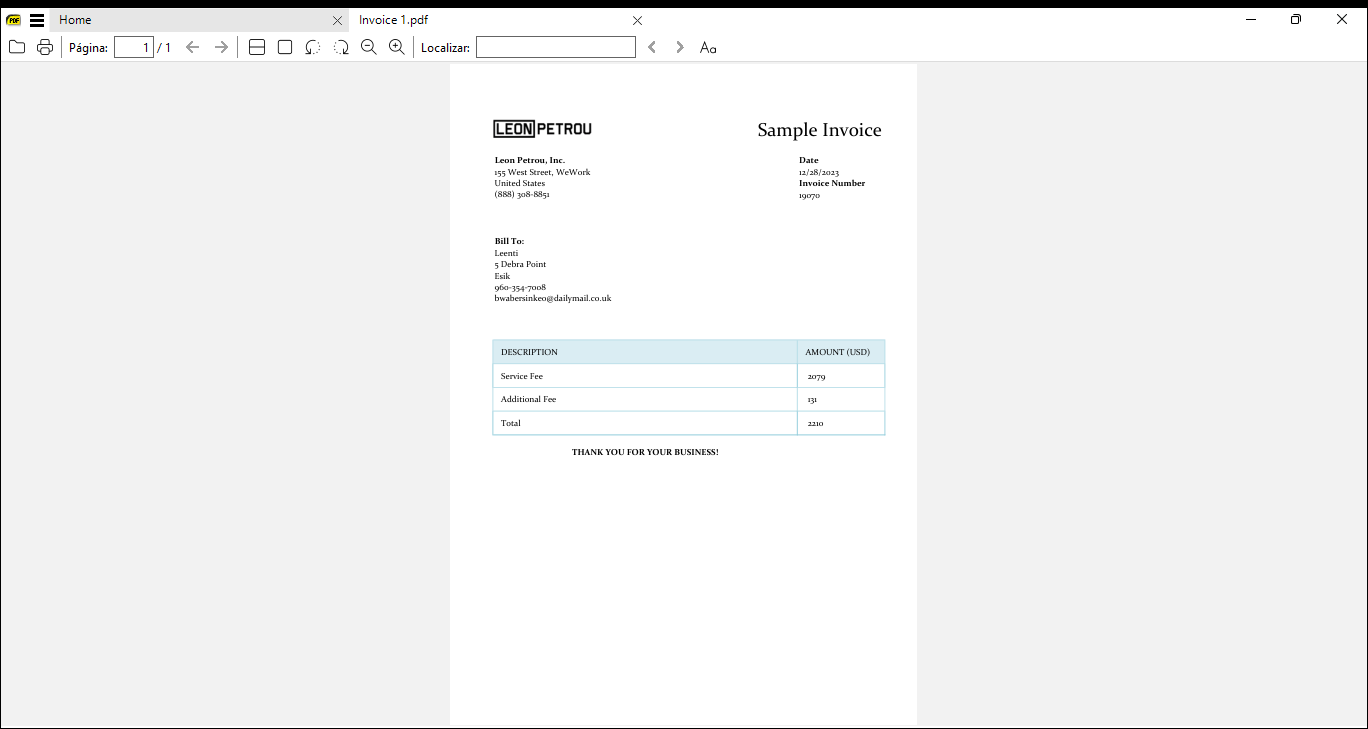 Home
Invoice 1.pdf
Página: 1 / 1
Localizar:
Aa
LEON PETROU
Sample Invoice
Leon Petrou, Inc.
155 West Street, WeWork
United States
(888) 308-8851
Date
12/28/2023
Invoice Number
19070
Bill To:
Leenti
5 Debra Point
Esik
960-354-7008
bwabersinkeo@dailymail.co.uk
DESCRIPTION AMOUNT (USD)
Service Fee 2079
Additional Fee 131
Total 2210
THANK YOU FOR YOUR BUSINESS!